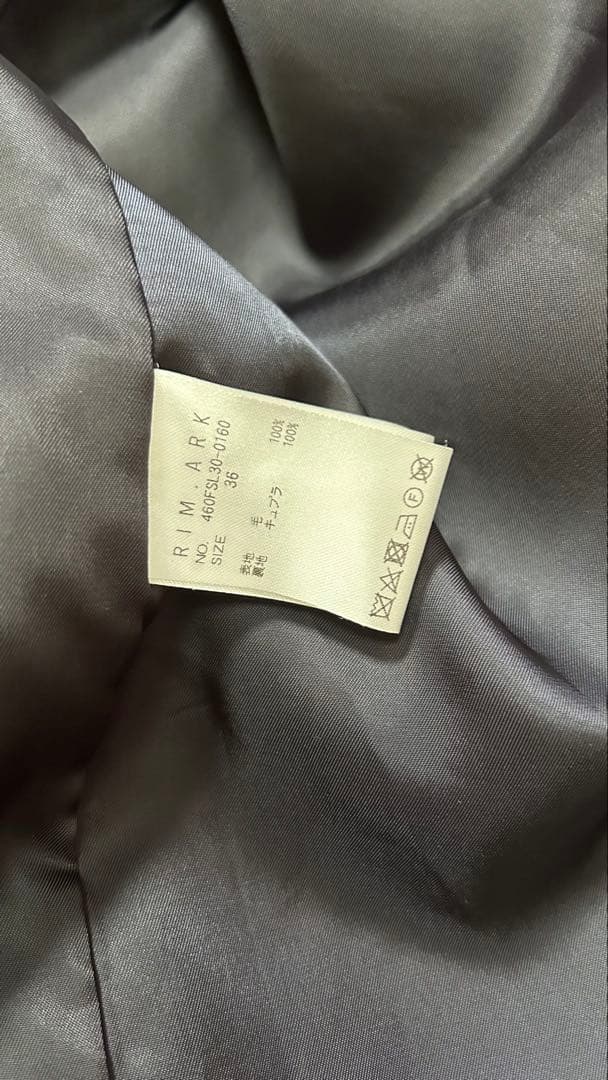 RIM.ARK
NO. 460FSL30-0160
SIZE 36
表地 毛 100%
裏地 キュプラ 100%
F